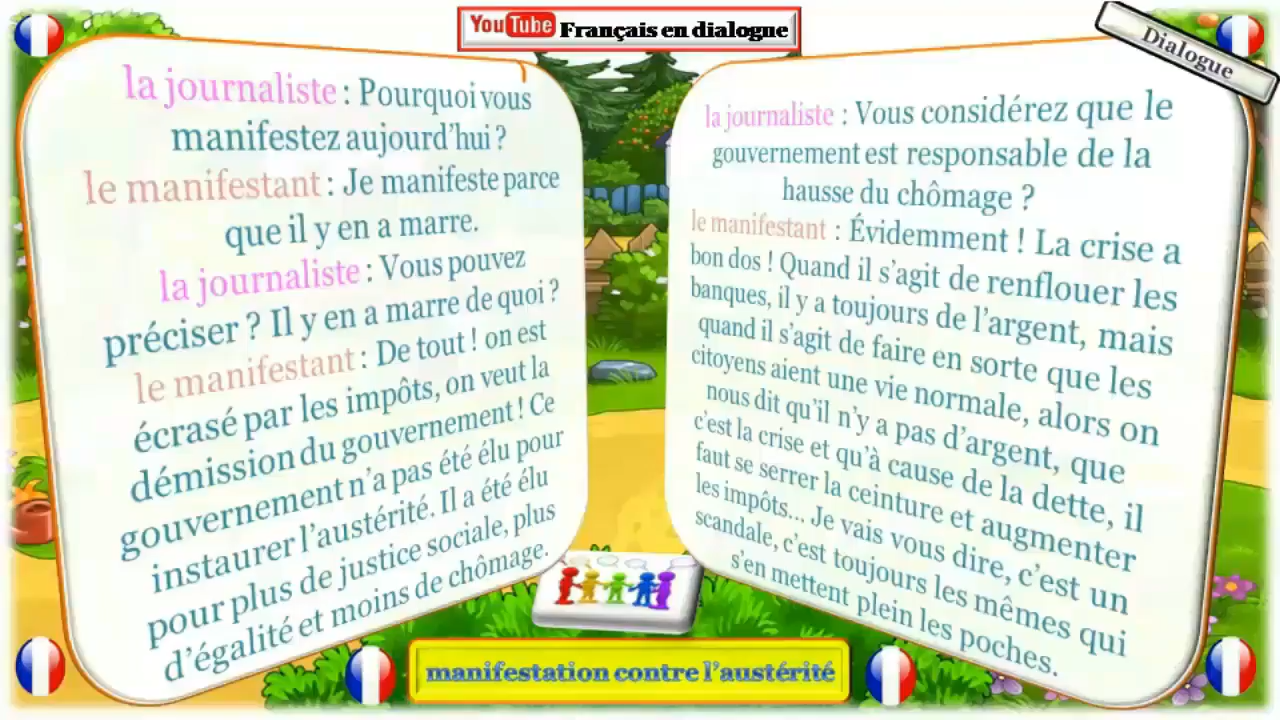 YouTube Français en dialogue
Dialogue
la journaliste : Pourquoi vous
manifestez aujourd'hui ?
le manifestant : Je manifeste parce
que il y en a marre.
la journaliste : Vous pouvez
préciser ? Il y en a marre de quoi ?
le manifestant : De tout ! on est
écrasé par les impôts, on veut la
démission du gouvernement ! Ce
gouvernement n'a pas été élu pour
instaurer l'austérité. Il a été élu
pour plus de justice sociale, plus
d'égalité et moins de chômage.
la journaliste : Vous considérez que le
gouvernement est responsable de la
hausse du chômage ?
le manifestant : Évidemment ! La crise a
bon dos ! Quand il s'agit de renflouer les
banques, il y a toujours de l'argent, mais
quand il s'agit de faire en sorte que les
citoyens aient une vie normale, alors on
nous dit qu'il n'y a pas d'argent, que
c'est la crise et qu'à cause de la dette, il
faut se serrer la ceinture et augmenter
les impôts... Je vais vous dire, c'est un
scandale, c'est toujours les mêmes qui
s'en mettent plein les poches.
manifestation contre l'austérité